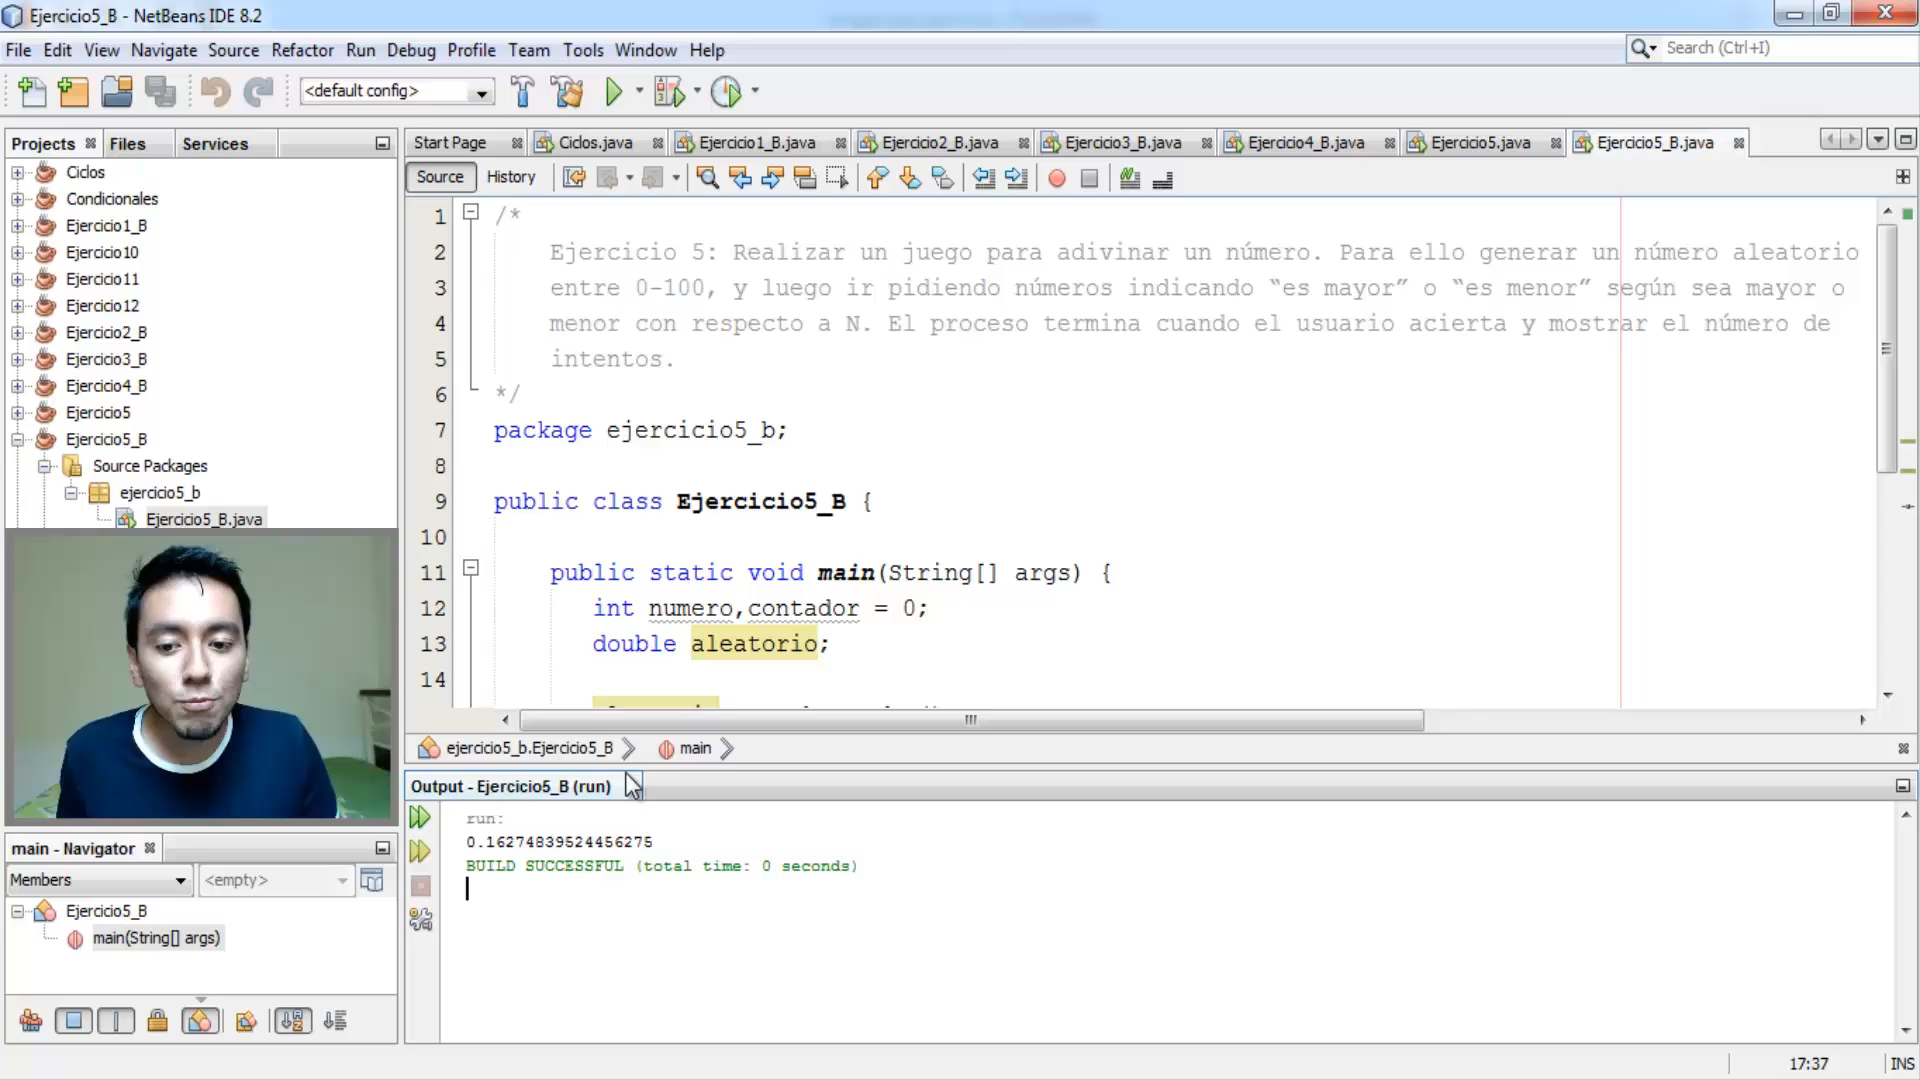 Ejercicio5_B - NetBeans IDE 8.2
File Edit View Navigate Source Refactor Run Debug Profile Team Tools Window Help
Search (Ctrl+I)
<default config>
Projects Files Services
Start Page Ciclos.java Ejercicio1_B.java Ejercicio2_B.java Ejercicio3_B.java Ejercicio4_B.java Ejercicio5.java Ejercicio5_B.java
Source History
Ciclos
Condicionales
Ejercicio1_B
Ejercicio10
Ejercicio11
Ejercicio12
Ejercicio2_B
Ejercicio3_B
Ejercicio4_B
Ejercicio5
Ejercicio5_B
Source Packages
ejercicio5_b
Ejercicio5_B.java
1 /*
2 Ejercicio 5: Realizar un juego para adivinar un número. Para ello generar un número aleatorio
3 entre 0-100, y luego ir pidiendo números indicando “es mayor” o “es menor” según sea mayor o
4 menor con respecto a N. El proceso termina cuando el usuario acierta y mostrar el número de
5 intentos.
6 */
7 package ejercicio5_b;
8
9 public class Ejercicio5_B {
10
11 public static void main(String[] args) {
12 int numero,contador = 0;
13 double aleatorio;
14
ejercicio5_b.Ejercicio5_B main
Output - Ejercicio5_B (run)
run:
0.16274839524456275
BUILD SUCCESSFUL (total time: 0 seconds)
main - Navigator
Members <empty>
Ejercicio5_B
main(String[] args)
17:37 INS